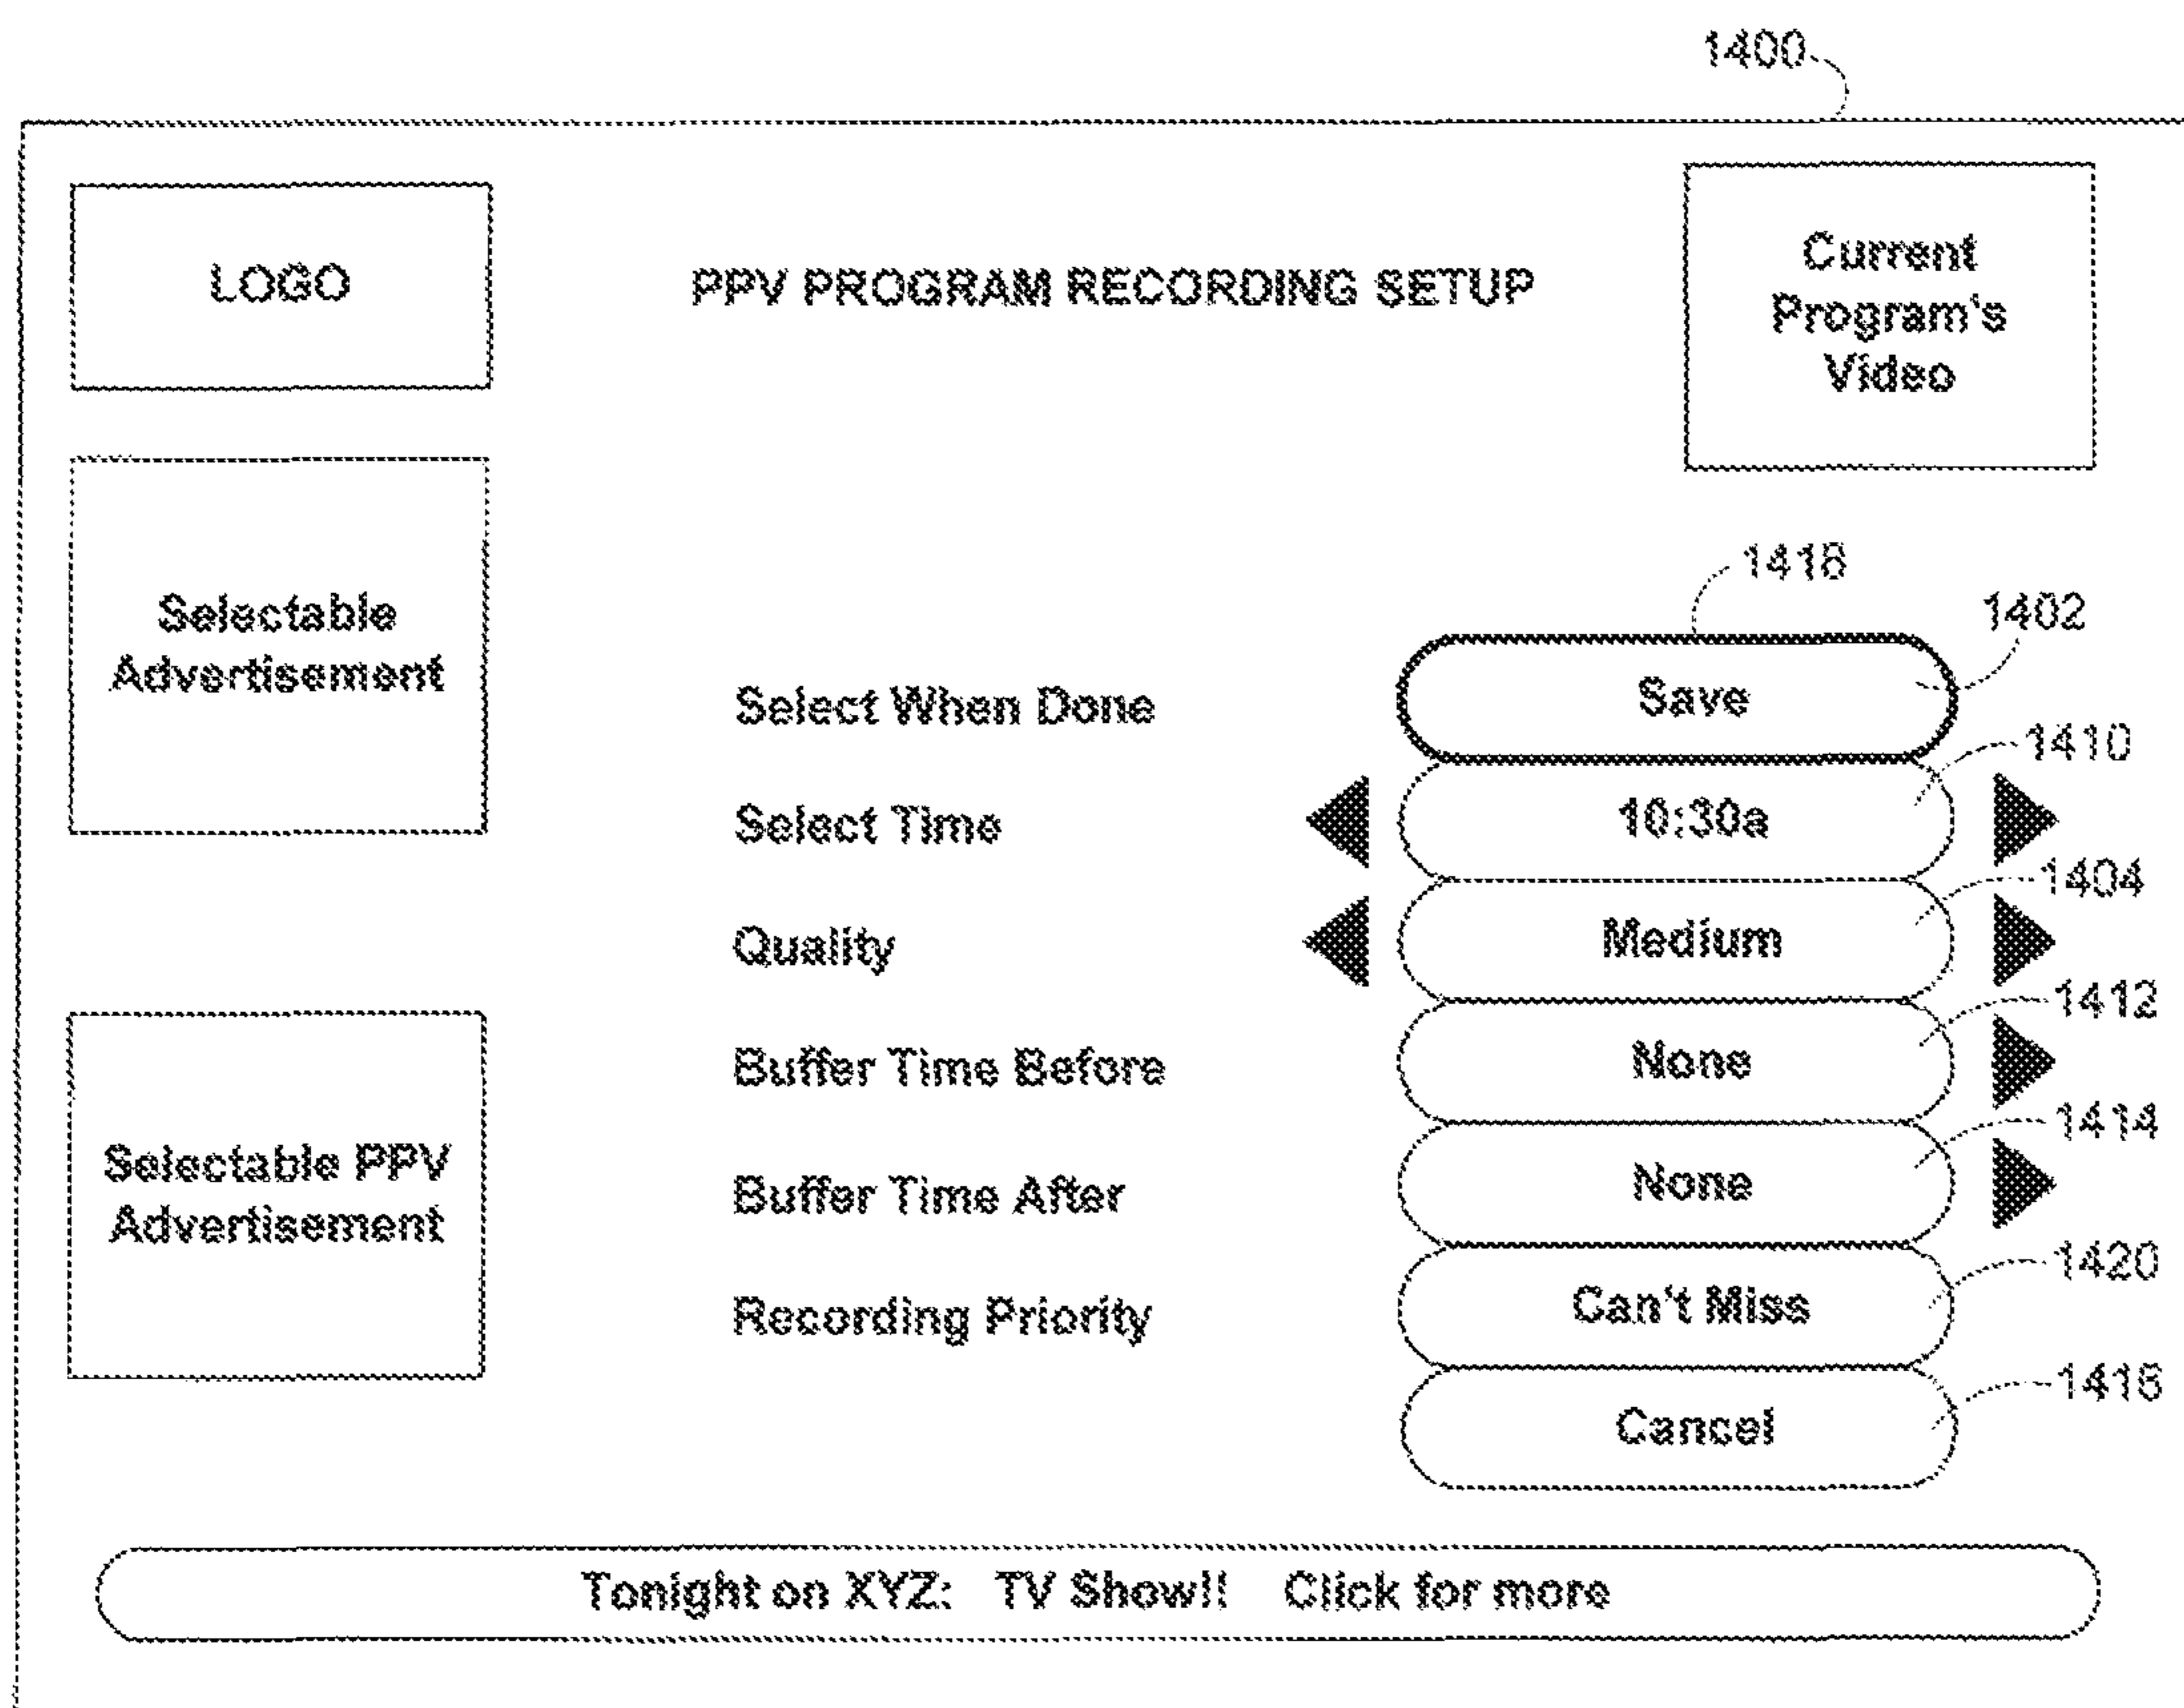 1400
LOGO
PPV PROGRAM RECORDING SETUP
Current
Program's
Video
Selectable
Advertisement
1418
1402
Select When Done
Save
1410
Select Time
10:30a
1404
Quality
Medium
1412
Buffer Time Before
None
1414
Selectable PPV
Advertisement
Buffer Time After
None
1420
Recording Priority
Can't Miss
1416
Cancel
Tonight on XYZ: TV Show!! Click for more